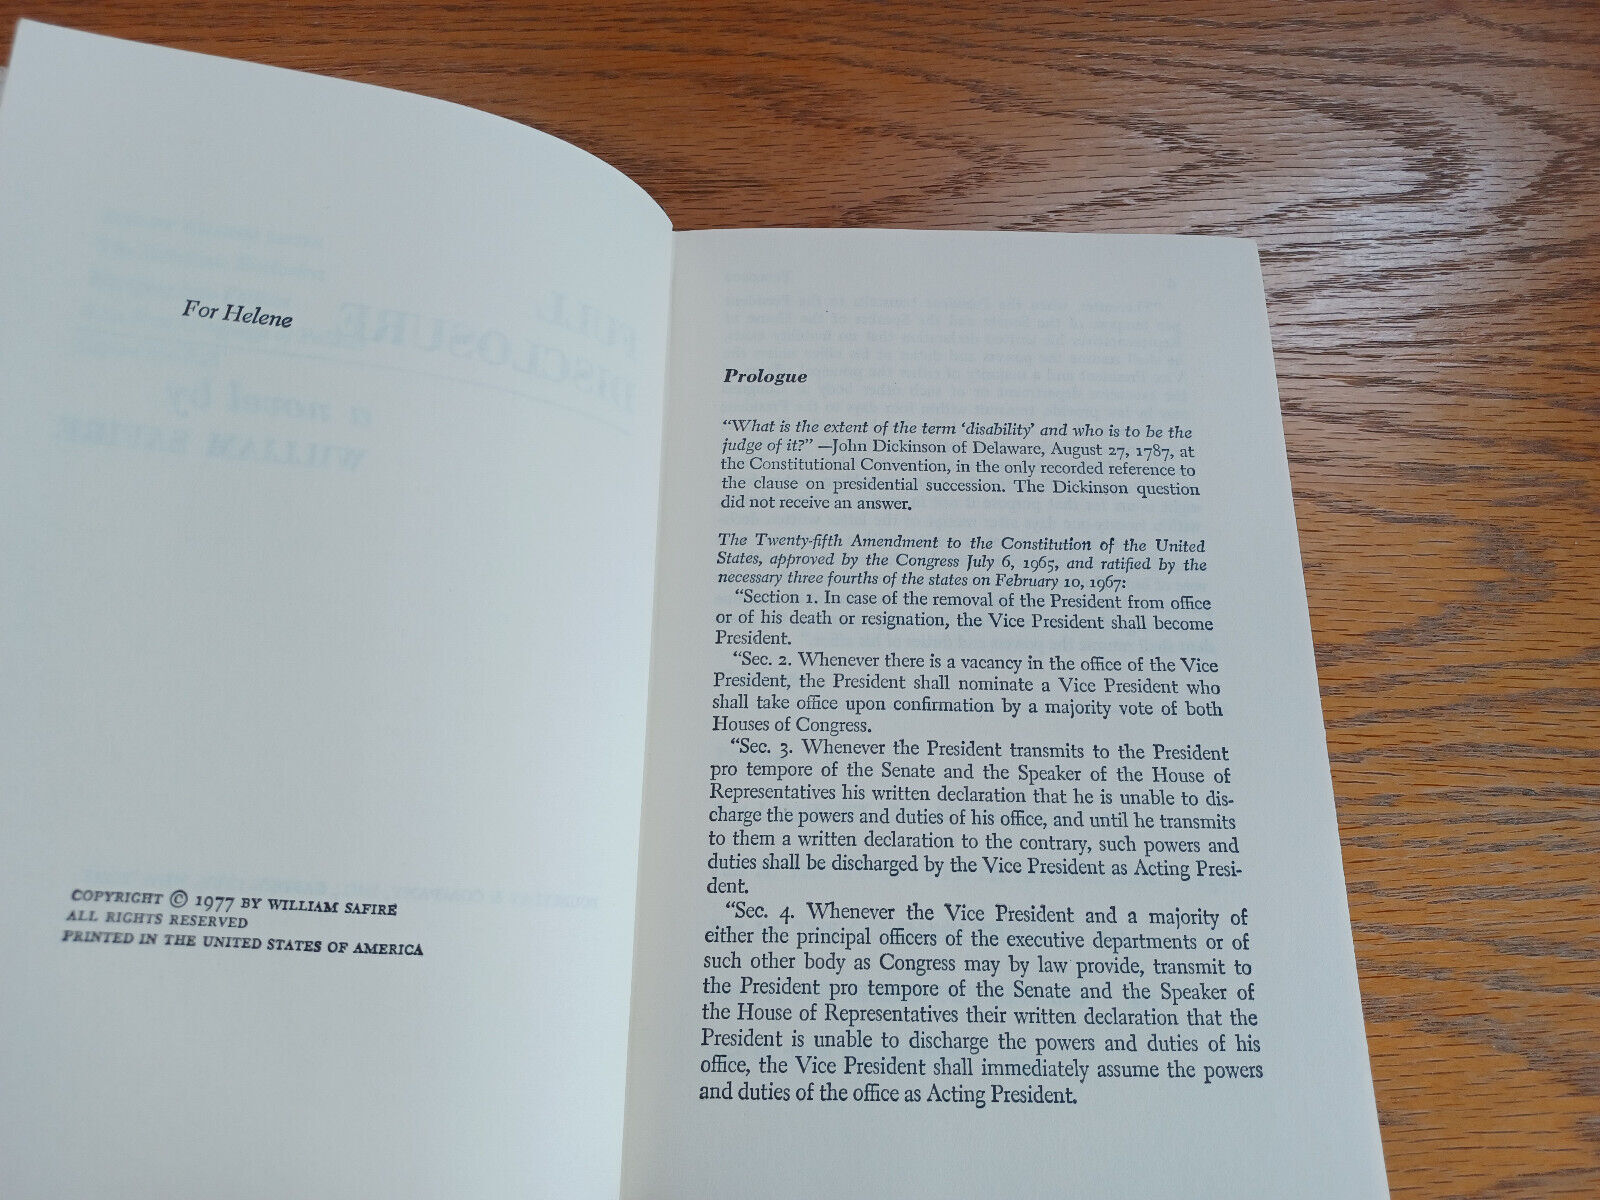 For Helene
COPYRIGHT © 1977 BY WILLIAM SAFIRE
ALL RIGHTS RESERVED
PRINTED IN THE UNITED STATES OF AMERICA
Prologue
“What is the extent of the term ‘disability’ and who is to be the
judge of it?” —John Dickinson of Delaware, August 27, 1787, at
the Constitutional Convention, in the only recorded reference to
the clause on presidential succession. The Dickinson question
did not receive an answer.
The Twenty-fifth Amendment to the Constitution of the United
States, approved by the Congress July 6, 1965, and ratified by the
necessary three fourths of the states on February 10, 1967:
“Section 1. In case of the removal of the President from office
or of his death or resignation, the Vice President shall become
President.
“Sec. 2. Whenever there is a vacancy in the office of the Vice
President, the President shall nominate a Vice President who
shall take office upon confirmation by a majority vote of both
Houses of Congress.
“Sec. 3. Whenever the President transmits to the President
pro tempore of the Senate and the Speaker of the House of
Representatives his written declaration that he is unable to dis-
charge the powers and duties of his office, and until he transmits
to them a written declaration to the contrary, such powers and
duties shall be discharged by the Vice President as Acting Presi-
dent.
“Sec. 4. Whenever the Vice President and a majority of
either the principal officers of the executive departments or of
such other body as Congress may by law provide, transmit to
the President pro tempore of the Senate and the Speaker of
the House of Representatives their written declaration that the
President is unable to discharge the powers and duties of his
office, the Vice President shall immediately assume the powers
and duties of the office as Acting President.